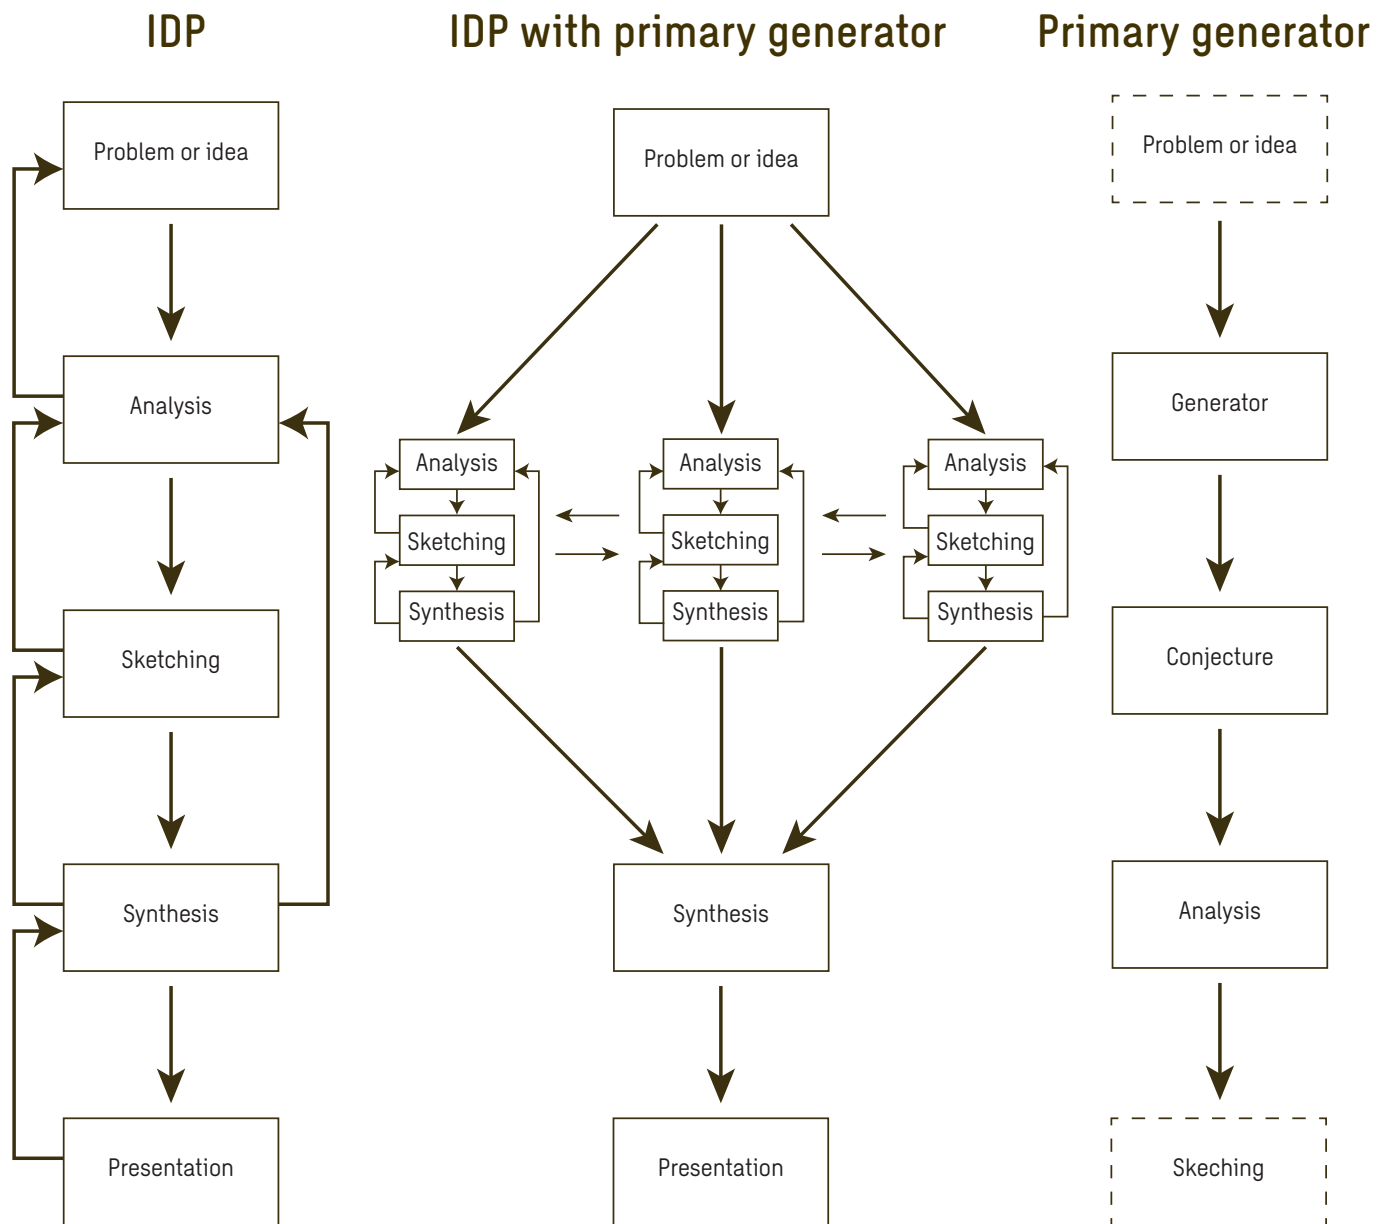 IDP
Problem or idea
Analysis
Sketching
Synthesis
Presentation
IDP with primary generator
Problem or idea
Analysis
Sketching
Synthesis
Analysis
Sketching
Synthesis
Analysis
Sketching
Synthesis
Synthesis
Presentation
Primary generator
Problem or idea
Generator
Conjecture
Analysis
Skeching